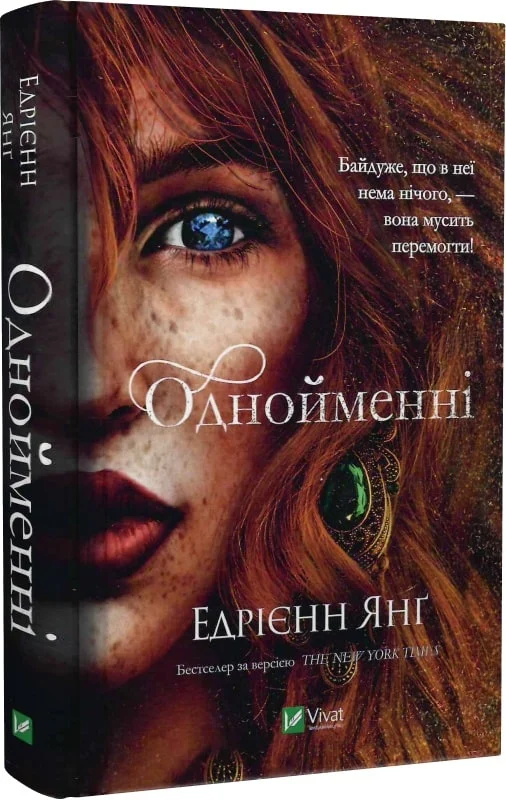 Едрієнн
Янґ
Однойменні
Байдуже, що в неї
нема нічого, —
вона мусить
перемогти!
Однойменні
Едрієнн Янґ
Бестселер за версією THE NEW YORK TIMES
Vivat